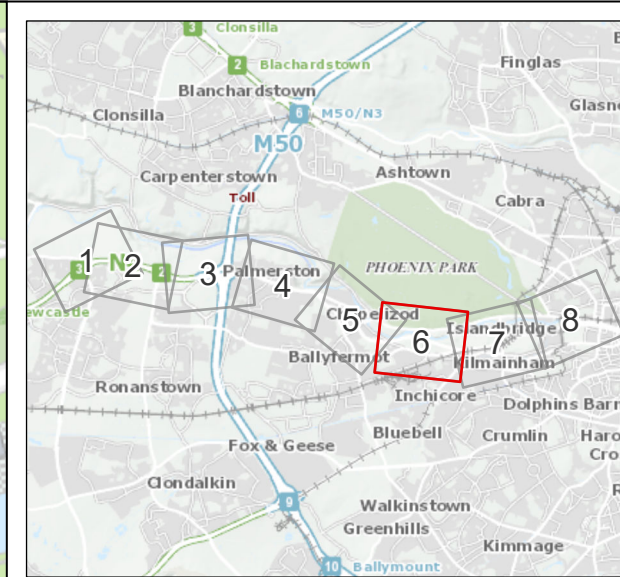 3 Clonsilla
Finglas
2 Blachardstown
Blanchardstown
Glasn
Clonsilla
6 M50/N3
M50
Carpenterstown
Ashtown
Toll
Cabra
1
N
3
2
2
3
Palmerston
4
PHOENIX PARK
ewcastle
5
Chapelizod
6
Islandbridge
7
8
Ballyfermot
Kilmainham
Ronanstown
Inchicore
Dolphins Barn
Bluebell
Crumlin
Haro
Cro
Fox & Geese
Clondalkin
9
Walkinstown
Greenhills
Kimmage
10 Ballymount